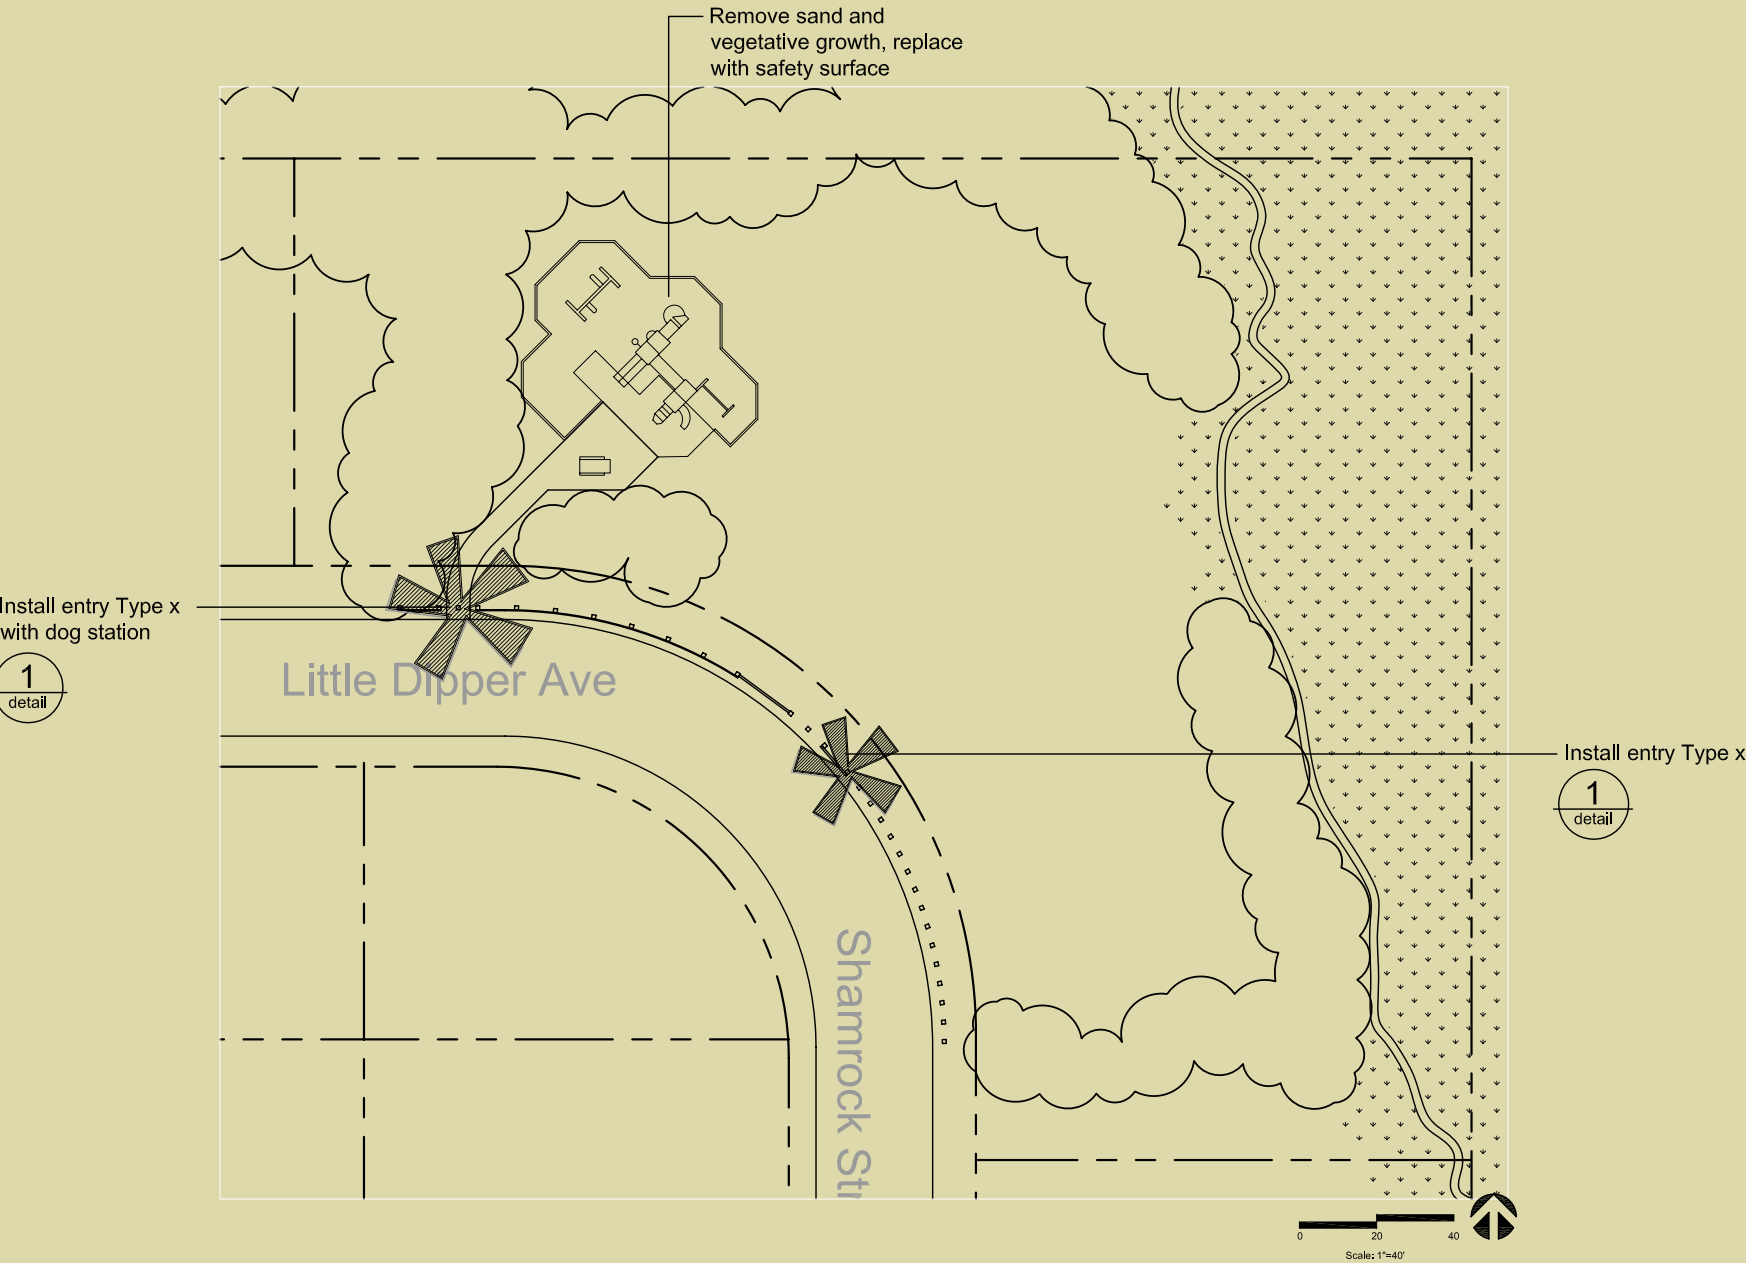 Remove sand and
vegetative growth, replace
with safety surface
Install entry Type x
with dog station
1
detail
Little Dipper Ave
Install entry Type x
1
detail
Shamrock Str
0 20 40
Scale: 1"=40'